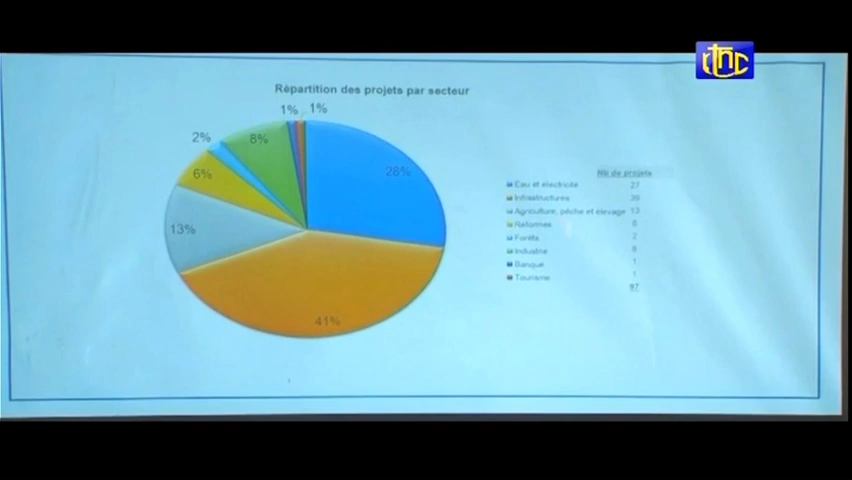 rtnc
Répartition des projets par secteur
1% 1%
2% 8%
28%
6%
13%
41%
Nb de projets
Eau et électricité 27
Infrastructures 39
Agriculture, pêche et élevage 13
Réformes 6
Forêts 2
Industrie 8
Banque 1
Tourisme 1
97